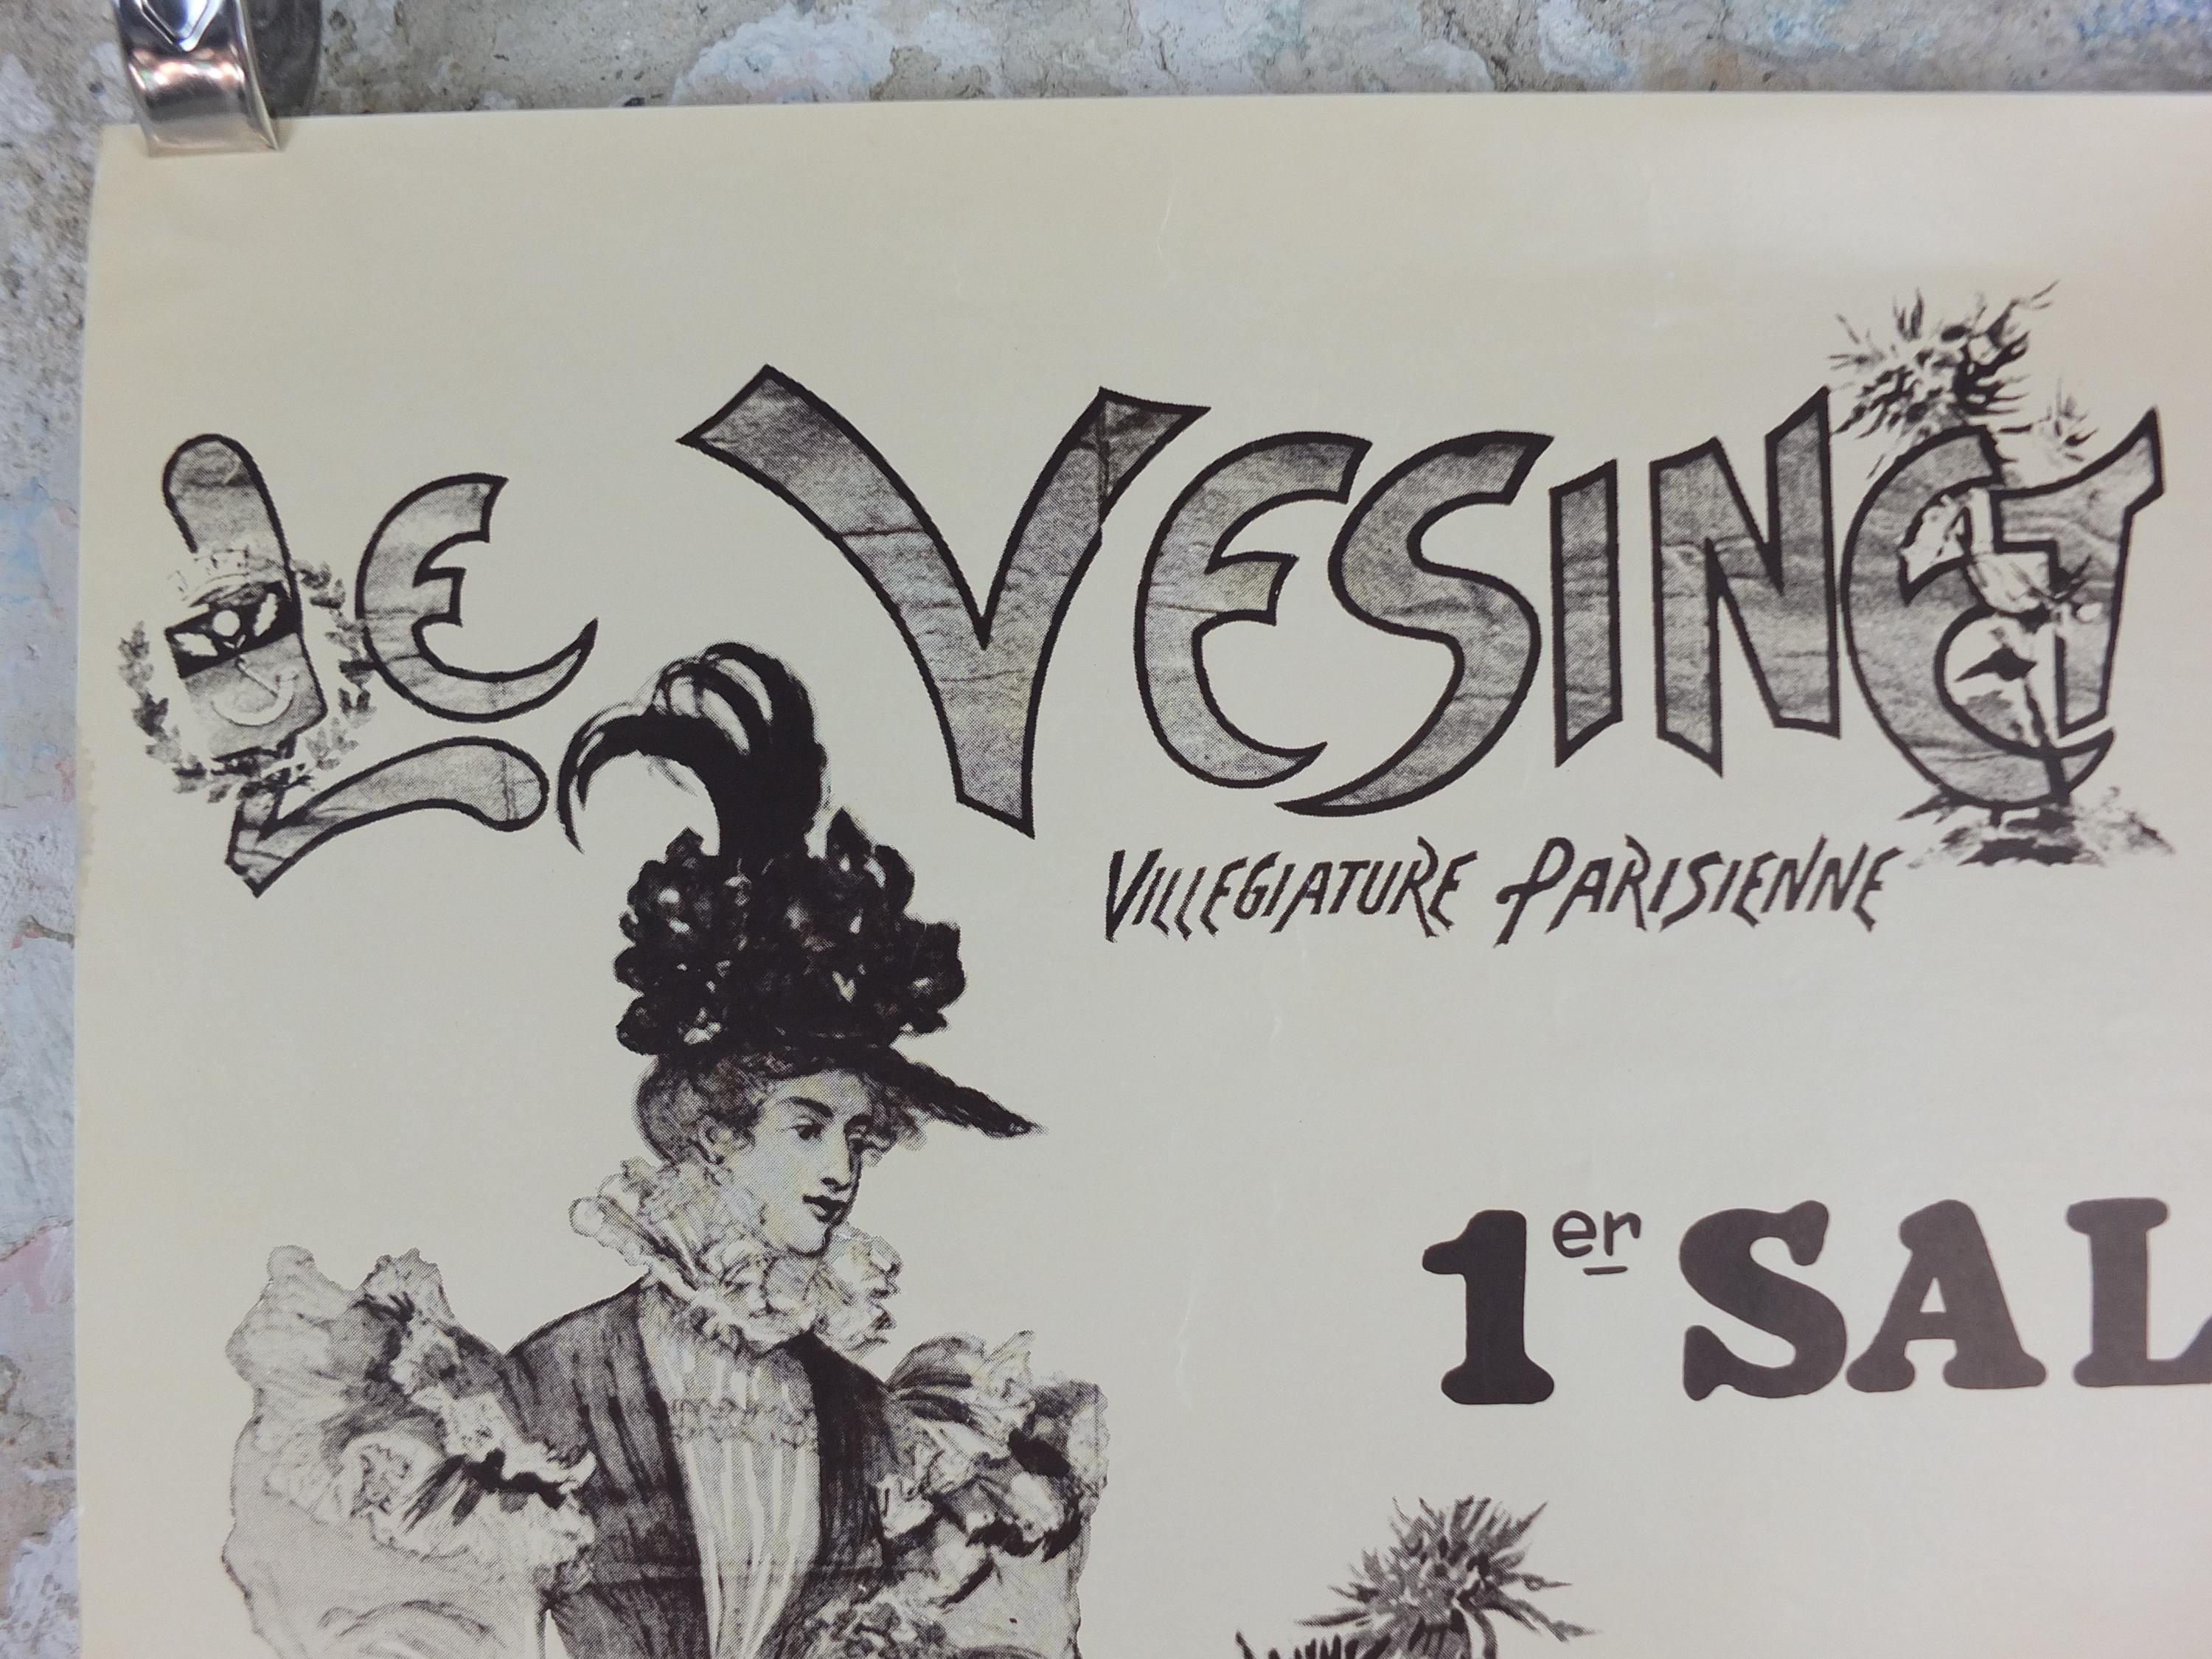 LE VESINET
VILLEGIATURE PARISIENNE
1er SAL